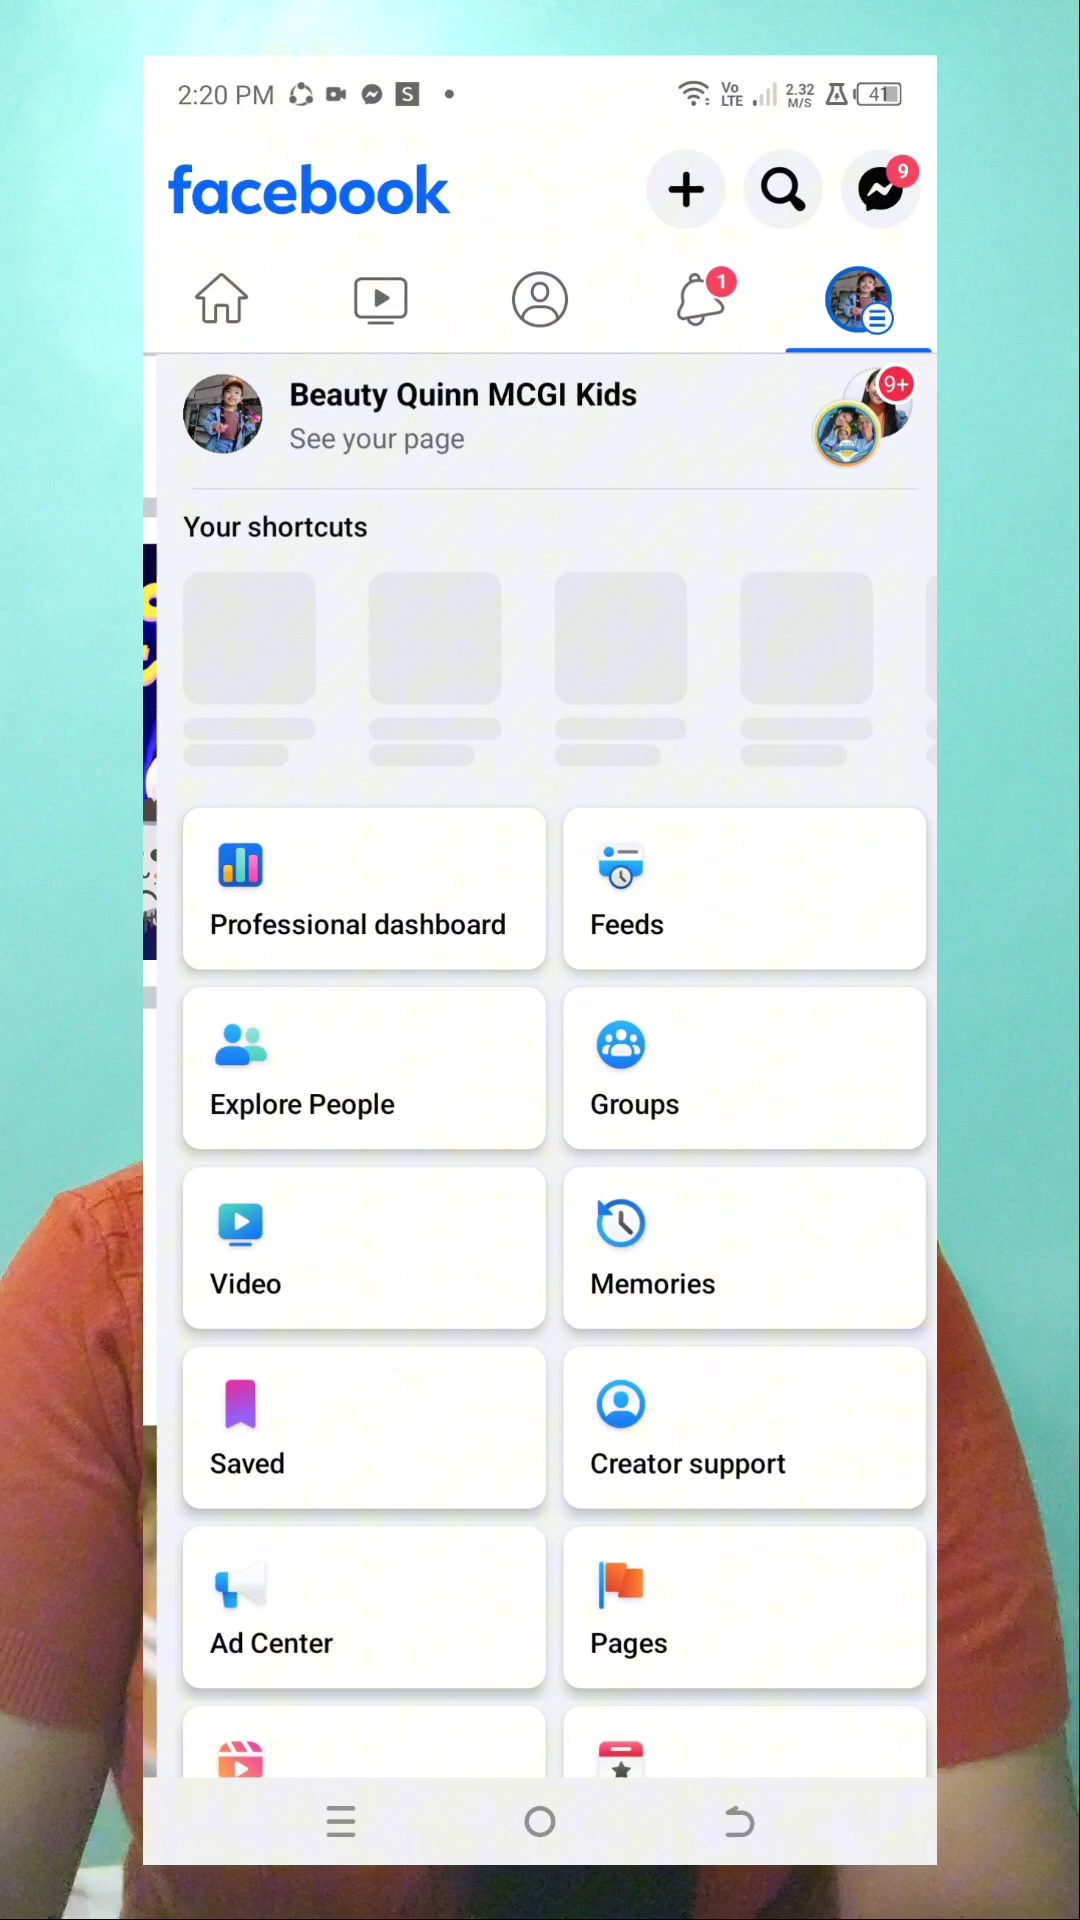 2:20 PM S Vo LTE 2.32 M/S 41
facebook 9
1
Beauty Quinn MCGI Kids 9+
See your page
Your shortcuts
Professional dashboard Feeds
Explore People Groups
Video Memories
Saved Creator support
Ad Center Pages